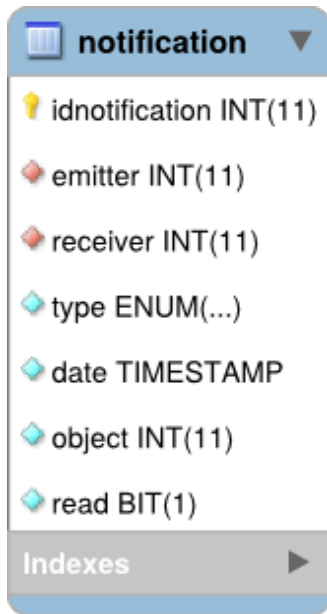 notification
idnotification INT(11)
emitter INT(11)
receiver INT(11)
type ENUM(...)
date TIMESTAMP
object INT(11)
read BIT(1)
Indexes